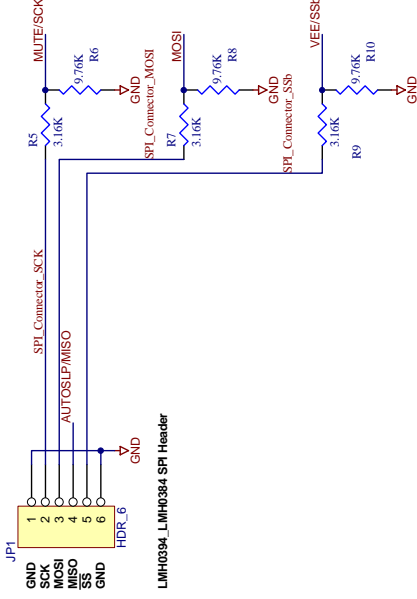 MUTE/SCK
R6
9.76K
GND
R5
3.16K
SPI_Connector_MOSI
MOSI
R8
9.76K
GND
R7
3.16K
SPI_Connector_SSb
VEE/SSb
R10
9.76K
GND
R9
3.16K
SPI_Connector_SCK
AUTOSLP/MISO
GND
JP1
HDR_6
1
2
3
4
5
6
GND
SCK
MOSI
MISO
SS
GND
LMH0394_LMH0384 SPI Header